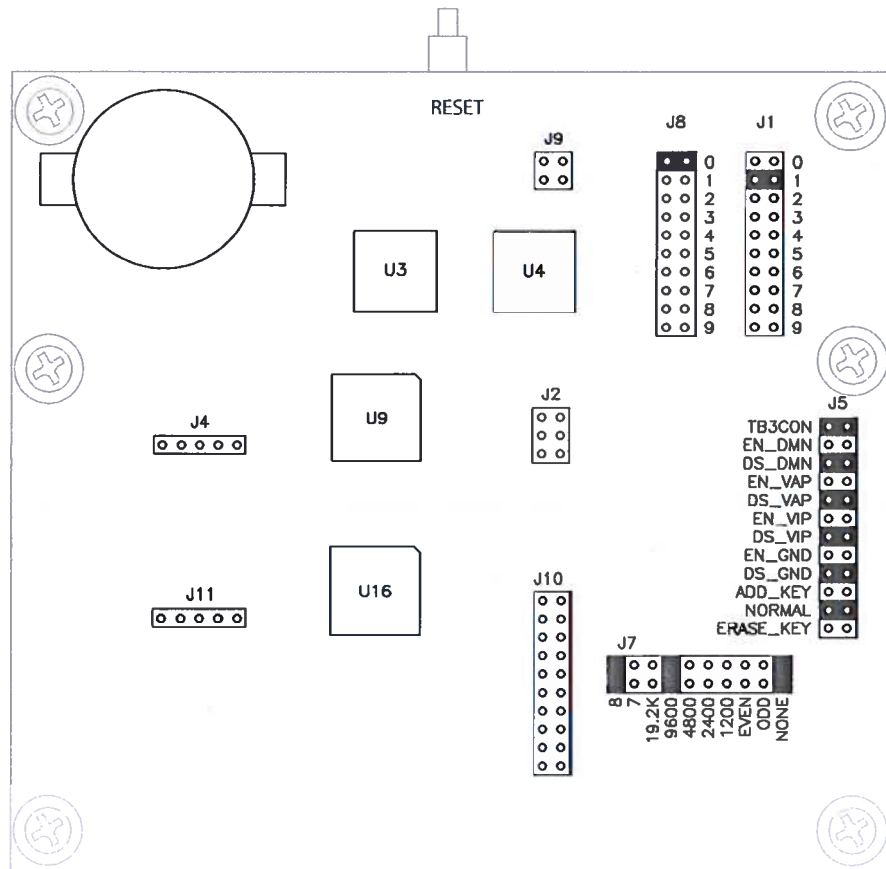 RESET
J9
J8
J1
0
1
2
3
4
5
6
7
8
9
0
1
2
3
4
5
6
7
8
9
U3
U4
J5
J2
U9
J4
TB3CON
EN_DMN
DS_DMN
EN_VAP
DS_VAP
EN_VIP
DS_VIP
EN_GND
DS_GND
ADD_KEY
NORMAL
ERASE_KEY
J11
U16
J10
J7
8
7
19.2K
9600
4800
2400
1200
EVEN
ODD
NONE